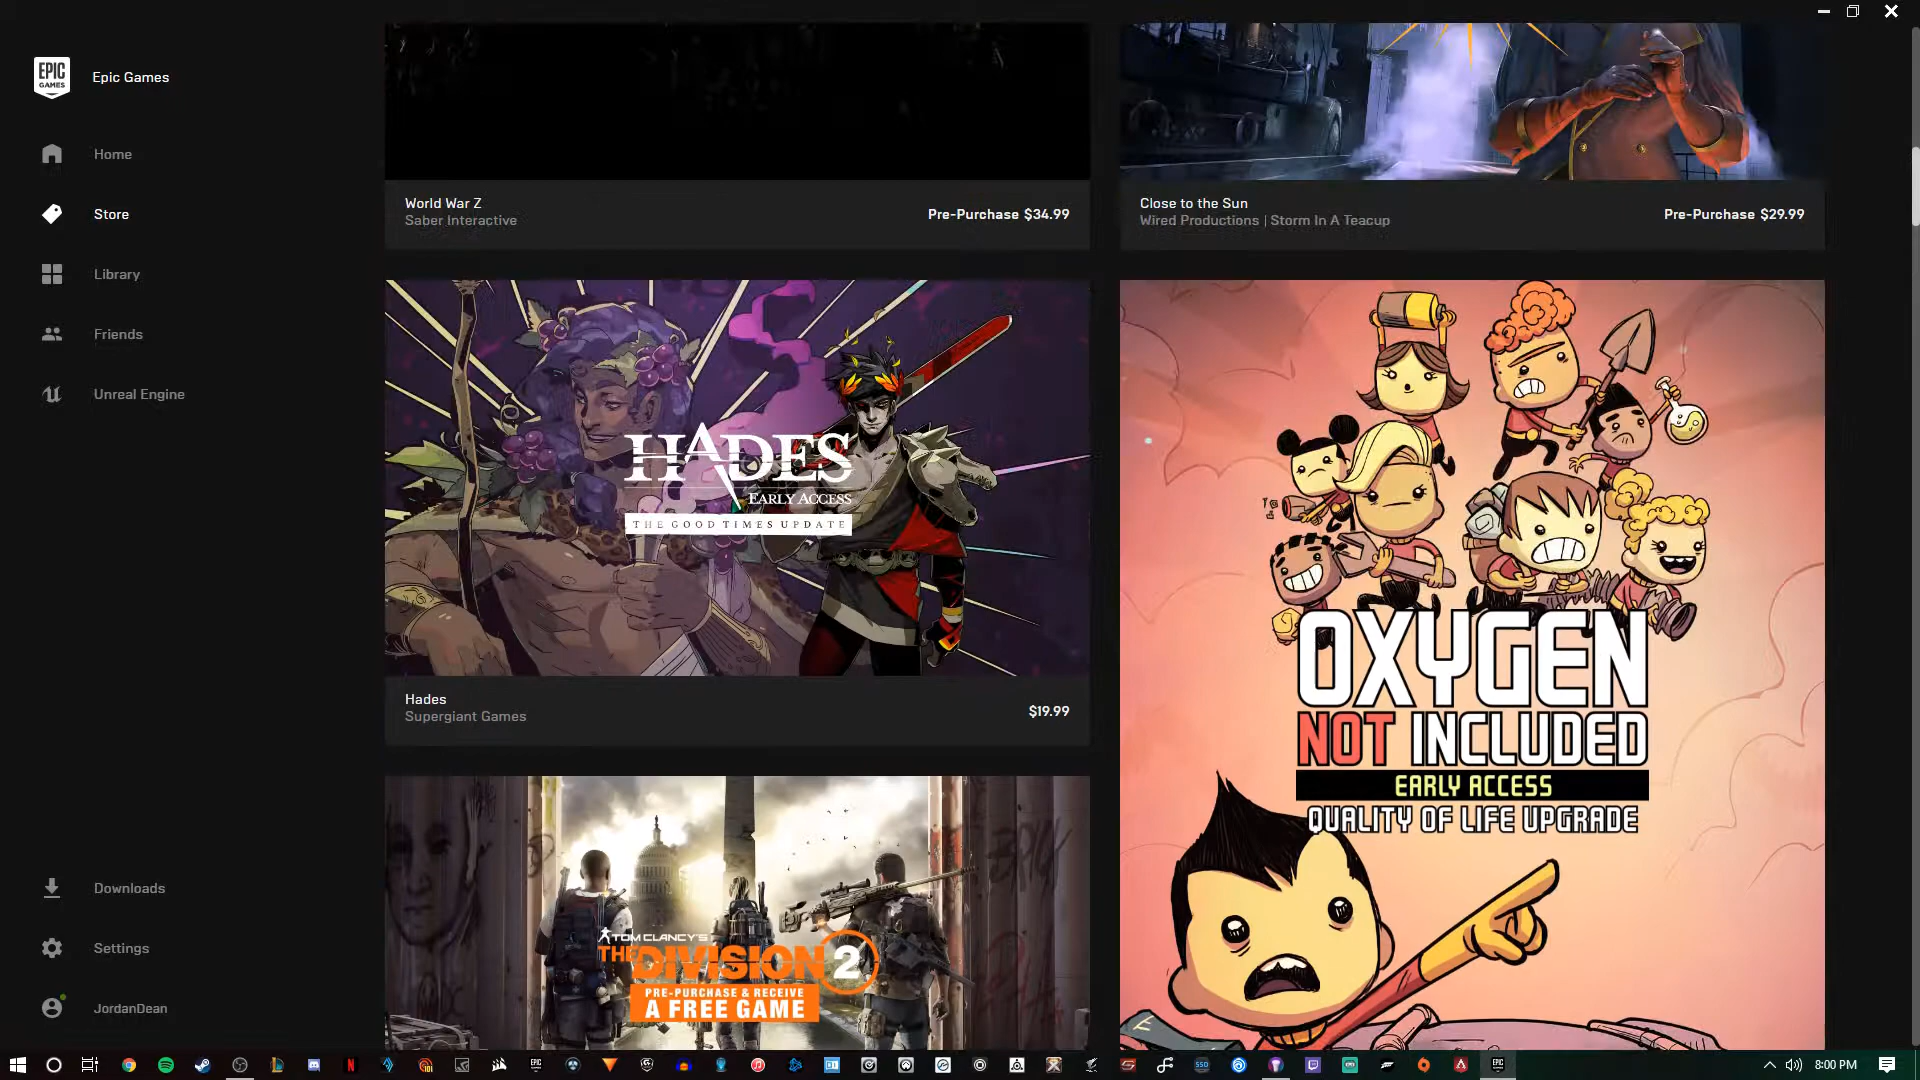 EPIC
GAMES
Epic Games
Home
Store
Library
Friends
Unreal Engine
Downloads
Settings
JordanDean
World War Z
Saber Interactive
Pre-Purchase $34.99
Close to the Sun
Wired Productions | Storm In A Teacup
Pre-Purchase $29.99
HADES
EARLY ACCESS
THE GOOD TIMES UPDATE
Hades
Supergiant Games
$19.99
OXYGEN
NOT INCLUDED
EARLY ACCESS
QUALITY OF LIFE UPGRADE
TOM CLANCY'S
THE DIVISION 2
PRE-PURCHASE & RECEIVE
A FREE GAME
8:00 PM